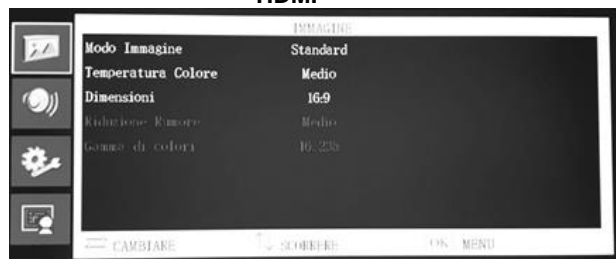 HDMI
IMMAGINE
Modo Immagine Standard
Temperatura Colore Medio
Dimensioni 16:9
Riduzione Rumore Medio
Gamma di colori 16-235
CAMBIARE SCORRERE MENU